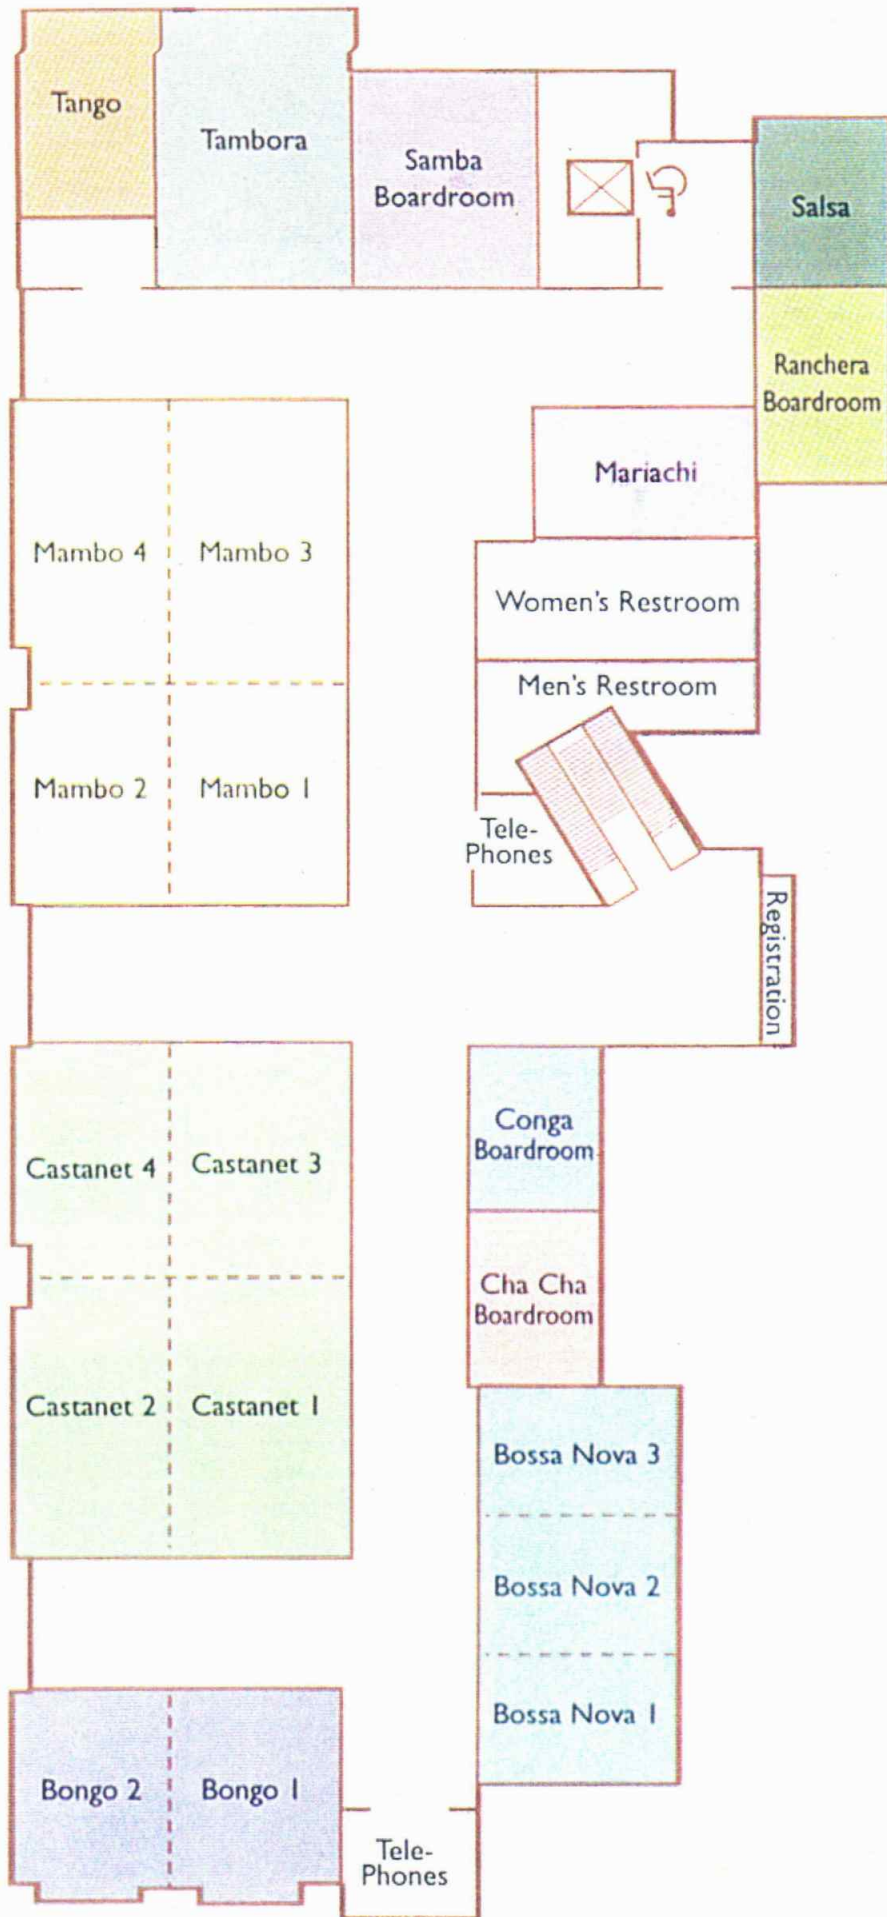 Tango
Tambora
Samba
Boardroom
Salsa
Ranchera
Boardroom
Mariachi
Mambo 4
Mambo 3
Women's Restroom
Men's Restroom
Mambo 2
Mambo 1
Tele-
Phones
Registration
Conga
Boardroom
Castanet 4
Castanet 3
Cha Cha
Boardroom
Castanet 2
Castanet 1
Bossa Nova 3
Bossa Nova 2
Bossa Nova 1
Bongo 2
Bongo 1
Tele-
Phones